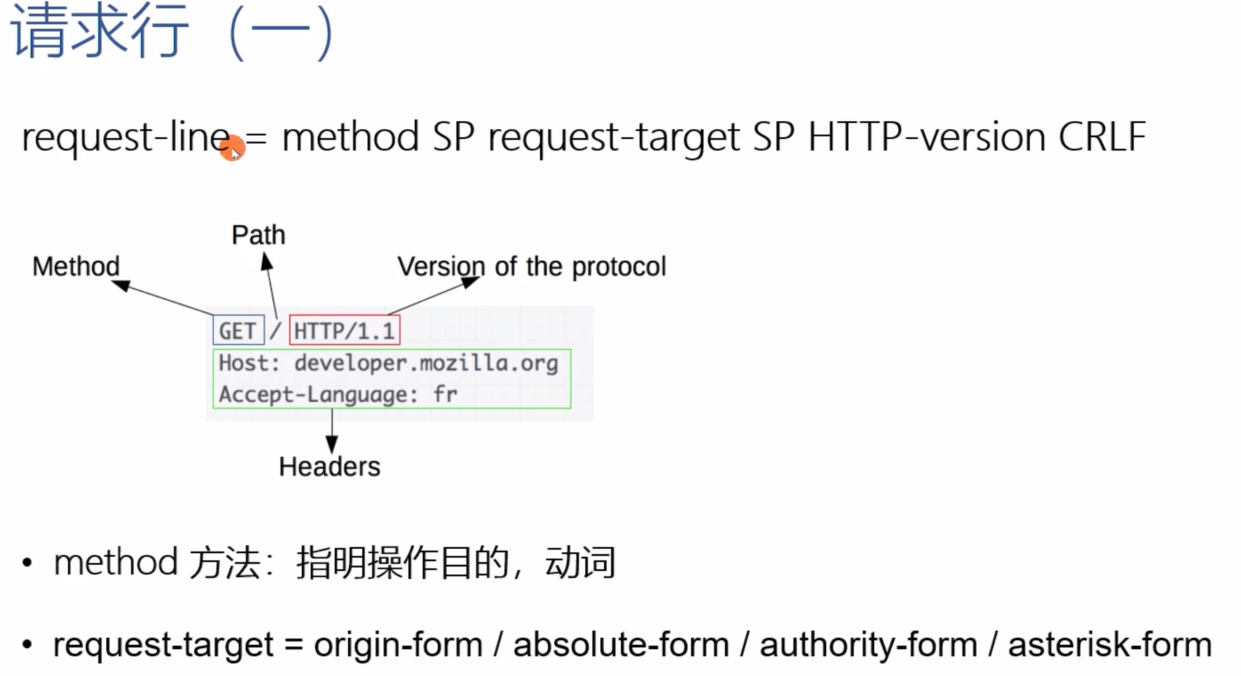 请求行（一）
request-line = method SP request-target SP HTTP-version CRLF
Path
Method
Version of the protocol
GET / HTTP/1.1
Host: developer.mozilla.org
Accept-Language: fr
Headers
• method 方法：指明操作目的，动词
• request-target = origin-form / absolute-form / authority-form / asterisk-form